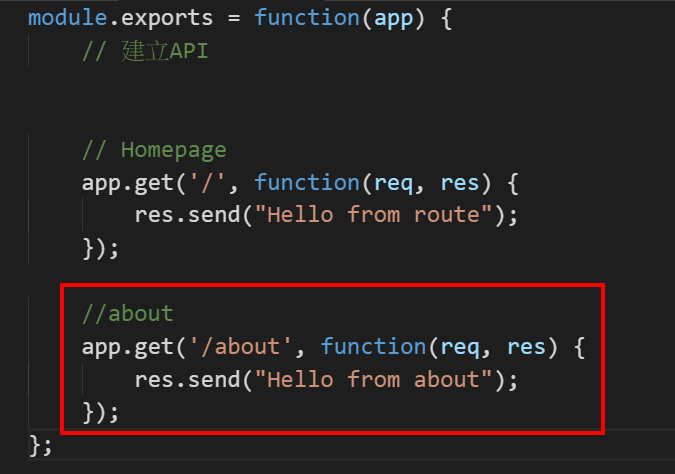 module.exports = function(app) {
    // 建立API
    // Homepage
    app.get('/', function(req, res) {
        res.send("Hello from route");
    });
    //about
    app.get('/about', function(req, res) {
        res.send("Hello from about");
    });
};